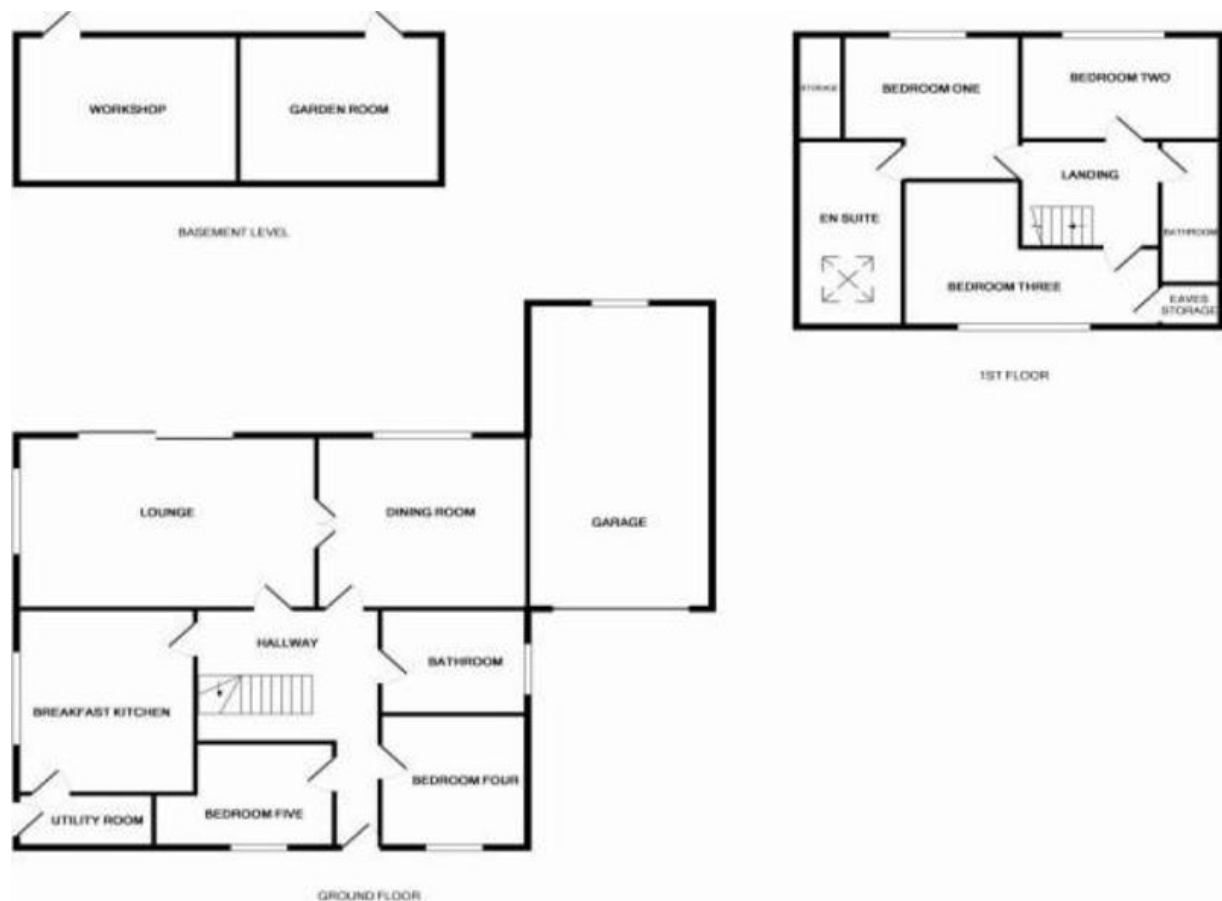 WORKSHOP
GARDEN ROOM
BASEMENT LEVEL
STORAGE
BEDROOM ONE
BEDROOM TWO
LANDING
EN SUITE
BATHROOM
BEDROOM THREE
EAVES
STORAGE
1ST FLOOR
LOUNGE
DINING ROOM
GARAGE
HALLWAY
BATHROOM
BREAKFAST KITCHEN
BEDROOM FOUR
UTILITY ROOM
BEDROOM FIVE
GROUND FLOOR